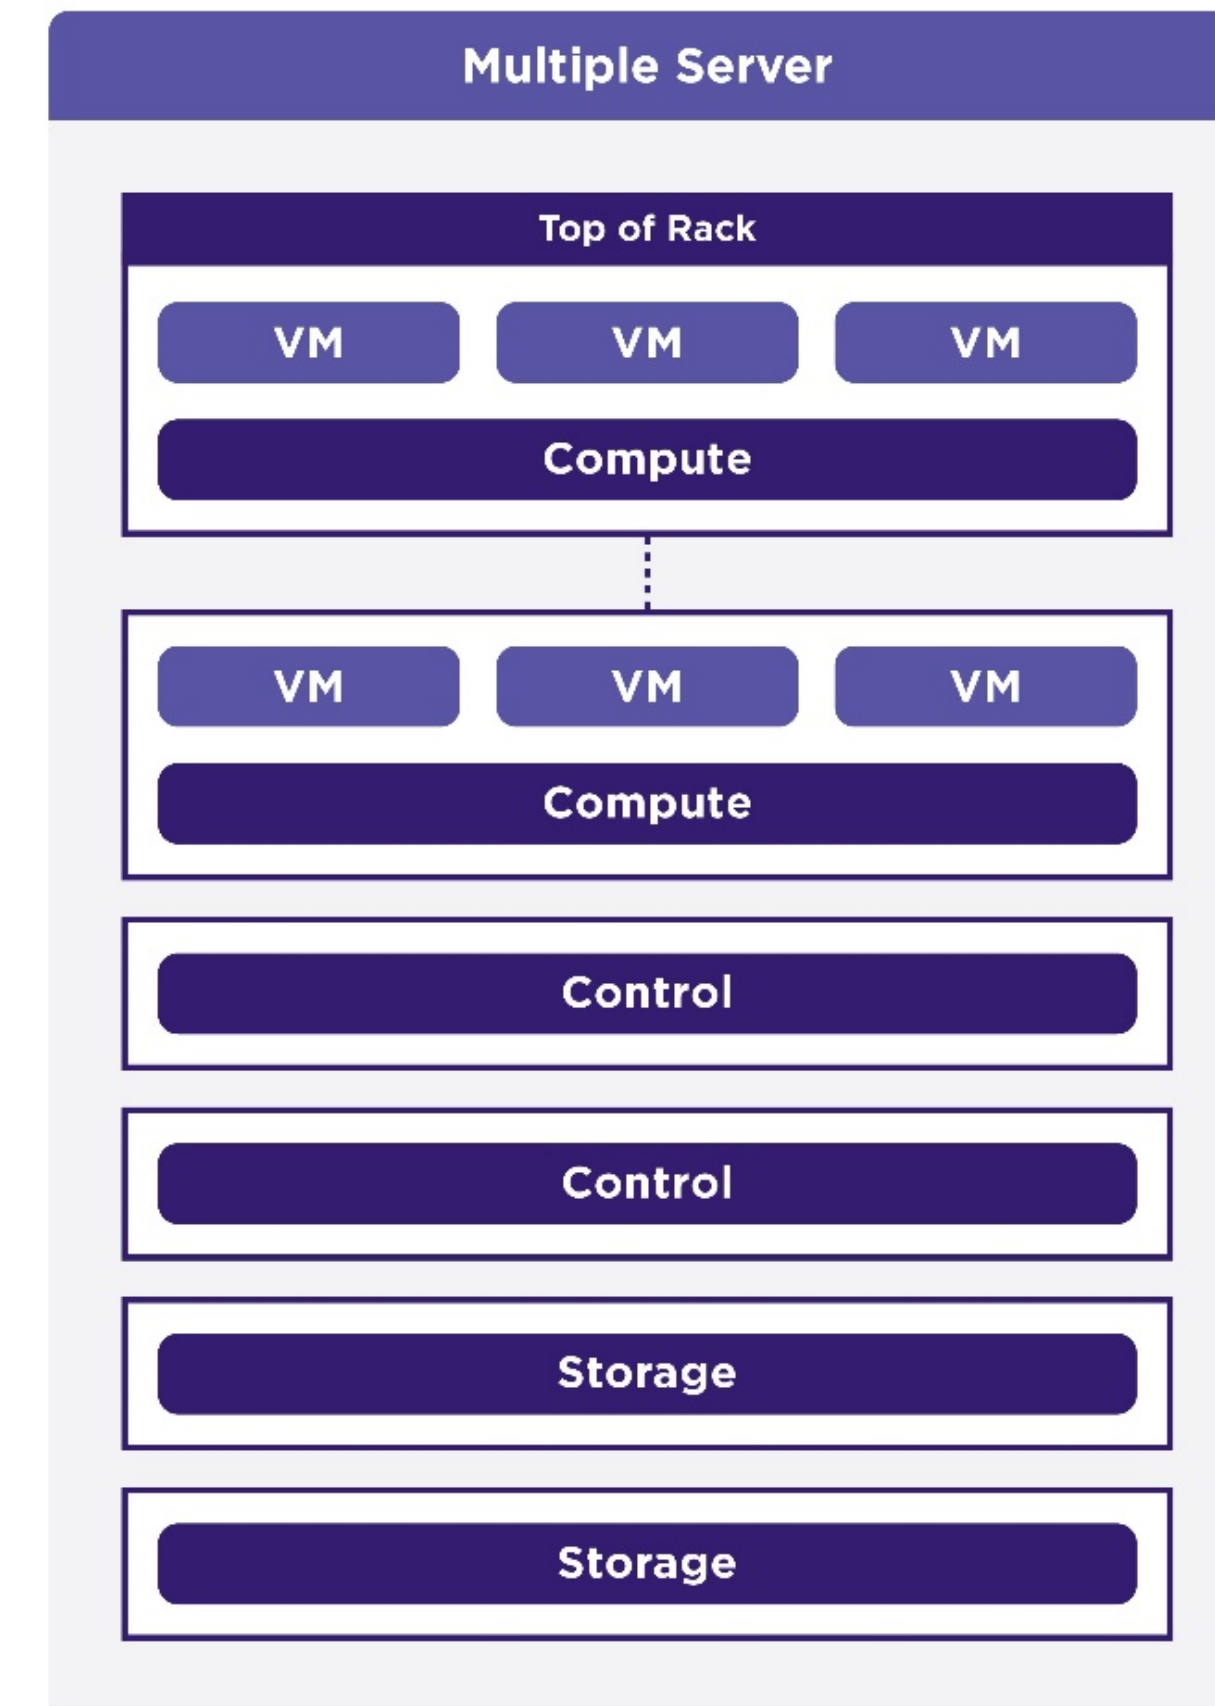 Multiple Server
Top of Rack
VM VM VM
Compute
VM VM VM
Compute
Control
Control
Storage
Storage